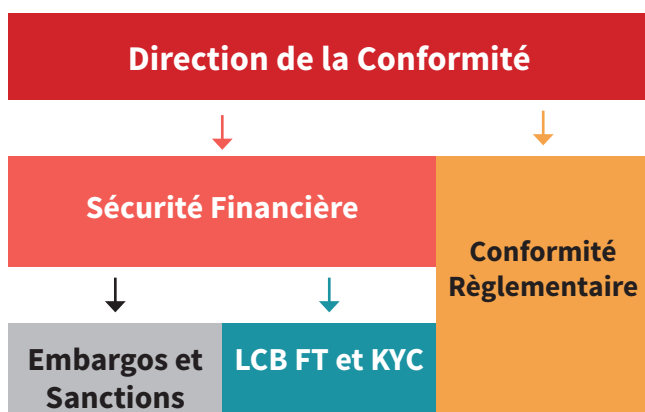 Direction de la Conformité
Sécurité Financière
Conformité
Règlementaire
Embargos et
Sanctions
LCB FT et KYC